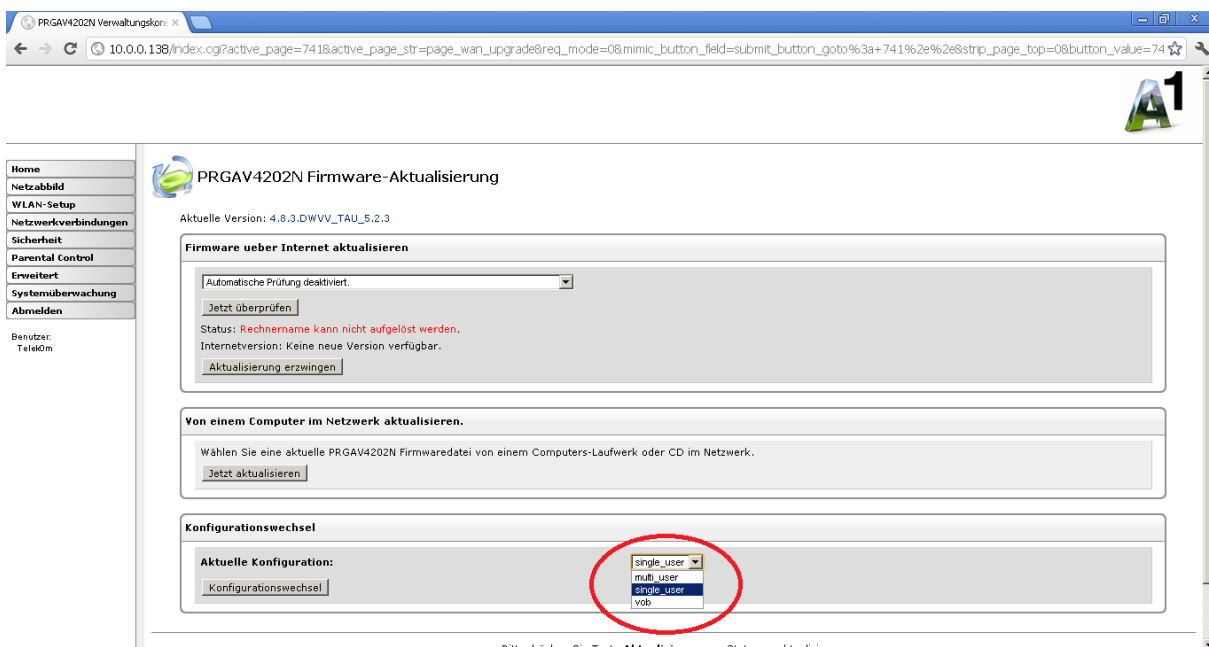 PRGAV4202N Verwaltungskons
10.0.0.138/index.cgi?active_page=741&active_page_str=page_wan_upgrade&req_mode=0&mimic_button_field=submit_button_goto%3a+741%2e%2e&strip_page_top=0&button_value=74
A1
Home
Netzabbild
WLAN-Setup
Netzwerkverbindungen
Sicherheit
Parental Control
Erweitert
Systemüberwachung
Abmelden
Benutzer:
Telek0m
PRGAV4202N Firmware-Aktualisierung
Aktuelle Version: 4.8.3.DWVV_TAU_5.2.3
Firmware ueber Internet aktualisieren
Automatische Prüfung deaktiviert.
Jetzt überprüfen
Status: Rechnername kann nicht aufgelöst werden.
Internetversion: Keine neue Version verfügbar.
Aktualisierung erzwingen
Von einem Computer im Netzwerk aktualisieren.
Wählen Sie eine aktuelle PRGAV4202N Firmwaredatei von einem Computers-Laufwerk oder CD im Netzwerk.
Jetzt aktualisieren
Konfigurationswechsel
Aktuelle Konfiguration: single_user
multi_user
single_user
vob
Konfigurationswechsel